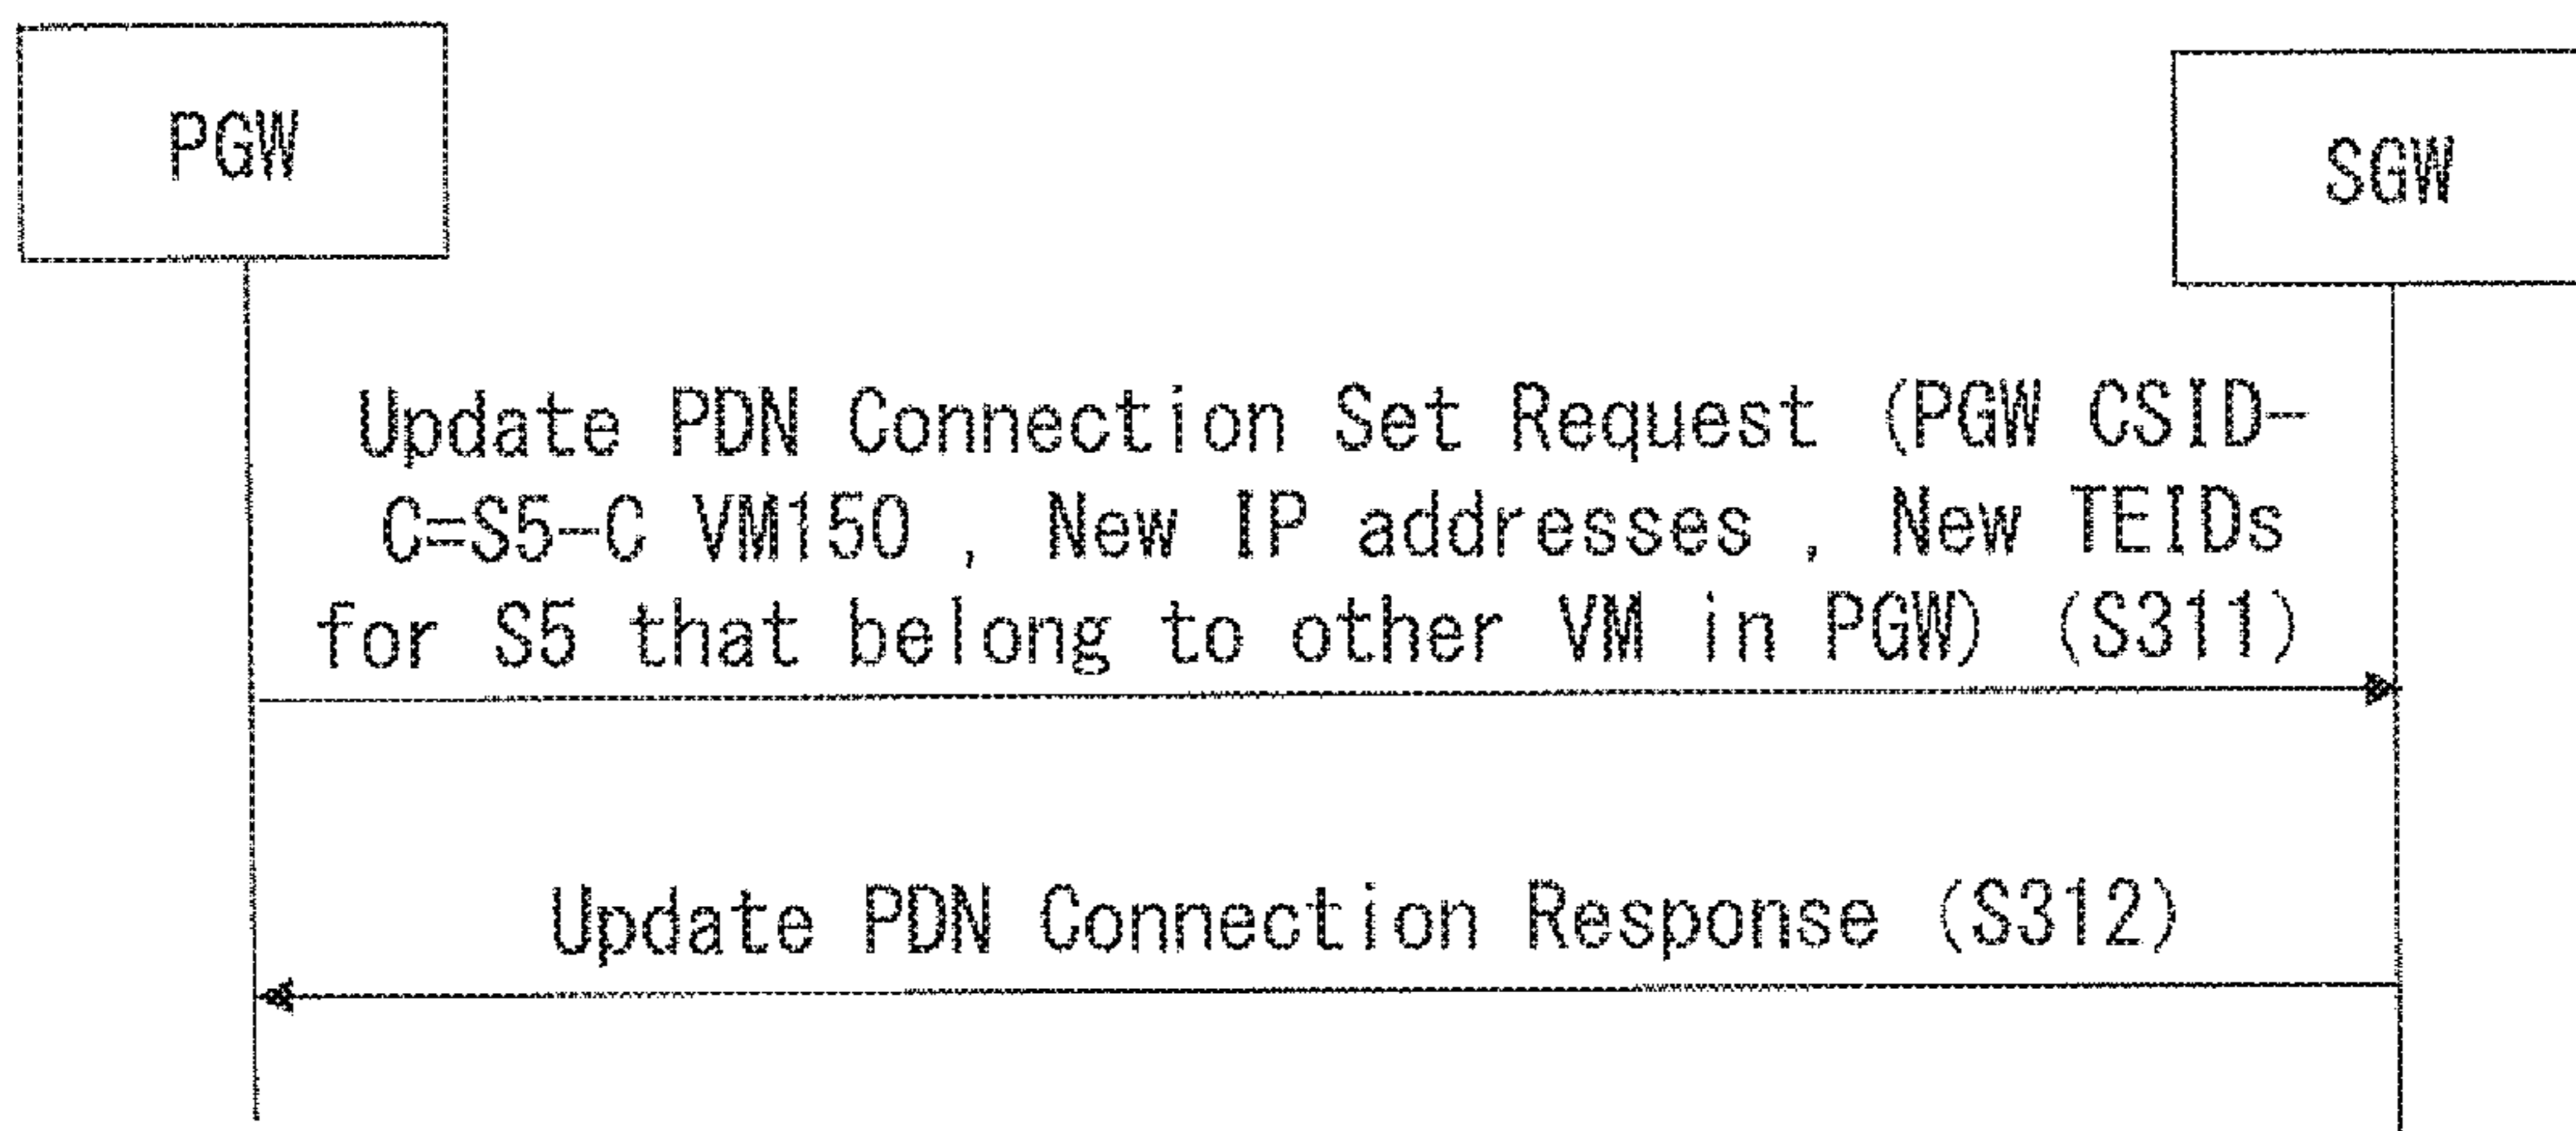 PGW
SGW
Update PDN Connection Set Request (PGW CSID-
C=S5-C VM150 , New IP addresses , New TEIDs
for S5 that belong to other VM in PGW) (S311)
Update PDN Connection Response (S312)